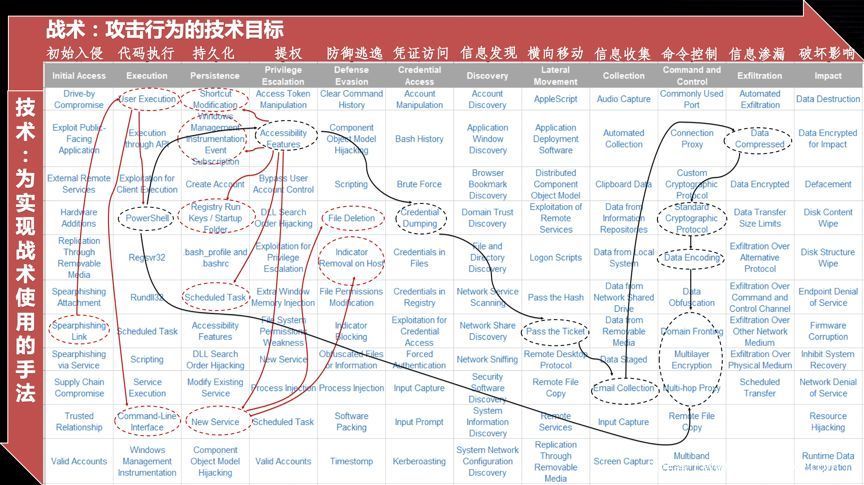 战术：攻击行为的技术目标
初始入侵 代码执行 持久化 提权 防御逃逸 凭证访问 信息发现 横向移动 信息收集 命令控制 信息渗漏 破坏影响
技术：为实现战术使用的手法
Initial Access
Execution
Persistence
Privilege
Escalation
Defense
Evasion
Credential
Access
Discovery
Lateral
Movement
Collection
Command and
Control
Exfiltration
Impact
Drive-by
Compromise
User Execution
Shortcut
Modification
Access Token
Manipulation
Clear Command
History
Account
Manipulation
Account
Discovery
AppleScript
Audio Capture
Commonly Used
Port
Automated
Exfiltration
Data Destruction
Exploit Public-
Facing
Application
Execution
through API
Windows
Management
Instrumentation
Event
Subscription
Accessibility
Features
Component
Object Model
Hijacking
Bash History
Application
Window
Discovery
Application
Deployment
Software
Automated
Collection
Connection
Proxy
Data
Compressed
Data Encrypted
for Impact
External Remote
Services
Exploitation for
Client Execution
Create Account
Bypass User
Account Control
Scripting
Brute Force
Browser
Bookmark
Discovery
Distributed
Component
Object Model
Clipboard Data
Custom
Cryptographic
Protocol
Data Encrypted
Defacement
Hardware
Additions
PowerShell
Registry Run
Keys / Startup
Folder
DLL Search
Order Hijacking
File Deletion
Credential
Dumping
Domain Trust
Discovery
Exploitation of
Remote
Services
Data from
Information
Repositories
Standard
Cryptographic
Protocol
Data Transfer
Size Limits
Disk Content
Wipe
Replication
Through
Removable
Media
Regsvr32
bash_profile and
bashrc
Exploitation for
Privilege
Escalation
Indicator
Removal on Host
Credentials in
Files
File and
Directory
Discovery
Logon Scripts
Data from Local
System
Data Encoding
Exfiltration Over
Alternative
Protocol
Disk Structure
Wipe
Spearphishing
Attachment
Rundll32
Scheduled Task
Extra Window
Memory Injection
File Permissions
Modification
Credentials in
Registry
Network Service
Scanning
Pass the Hash
Data from
Network Shared
Drive
Data
Obfuscation
Exfiltration Over
Command and
Control Channel
Endpoint Denial
of Service
Spearphishing
Link
Scheduled Task
Accessibility
Features
File System
Permissions
Weakness
Indicator
Blocking
Exploitation for
Credential
Access
Network Share
Discovery
Pass the Ticket
Data from
Removable
Media
Domain Fronting
Exfiltration Over
Other Network
Medium
Firmware
Corruption
Spearphishing
via Service
Scripting
DLL Search
Order Hijacking
New Service
Obfuscated Files
or Information
Forced
Authentication
Network Sniffing
Remote Desktop
Protocol
Data Staged
Multilayer
Encryption
Exfiltration Over
Physical Medium
Inhibit System
Recovery
Supply Chain
Compromise
Service
Execution
Modify Existing
Service
Process Injection
Process Injection
Input Capture
Security
Software
Discovery
Remote File
Copy
Email Collection
Multi-hop Proxy
Scheduled
Transfer
Network Denial
of Service
Trusted
Relationship
Command-Line
Interface
New Service
Scheduled Task
Software
Packing
Input Prompt
System
Information
Discovery
Remote
Services
Input Capture
Remote File
Copy
Resource
Hijacking
Valid Accounts
Windows
Management
Instrumentation
Component
Object Model
Hijacking
Valid Accounts
Timestomp
Kerberoasting
System Network
Configuration
Discovery
Replication
Through
Removable
Media
Screen Capture
Multiband
Communication
Runtime Data
Manipulation